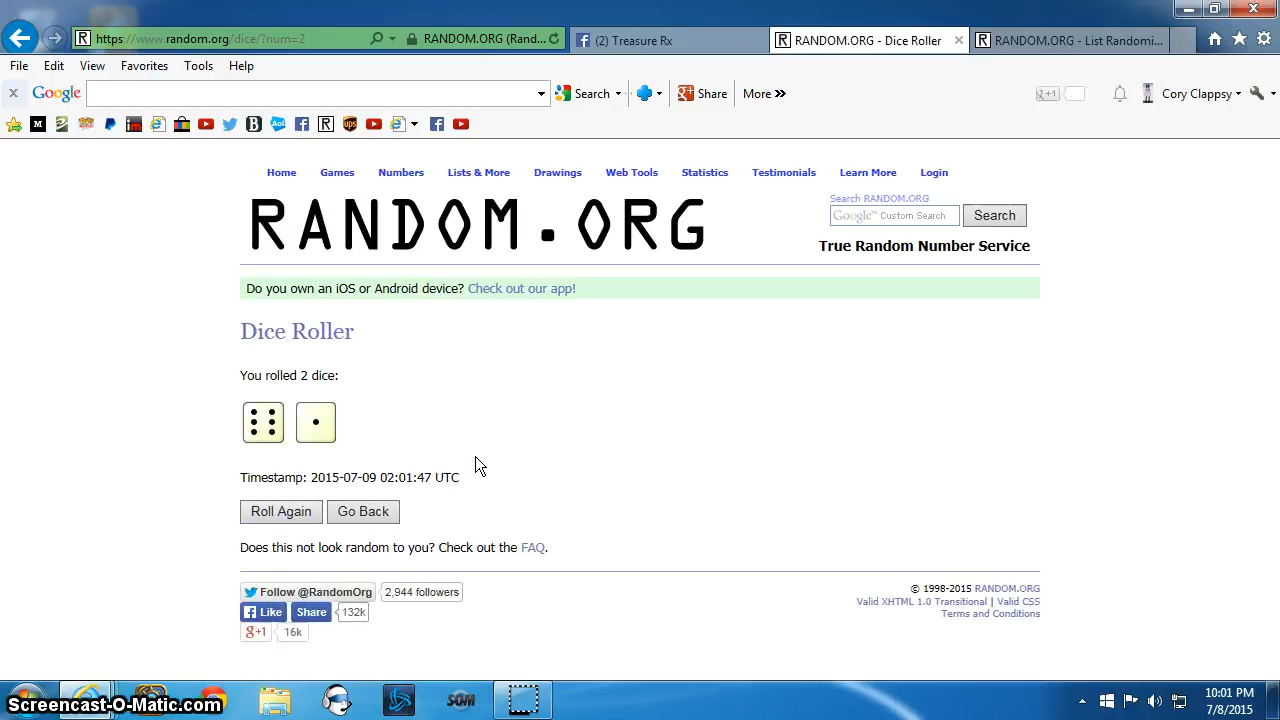 https://www.random.org/dice/?num=2
RANDOM.ORG (Rand...
(2) Treasure Rx
RANDOM.ORG - Dice Roller
RANDOM.ORG - List Randomi...
File Edit View Favorites Tools Help
Google
Search
Share
More »
+1
Cory Clappsy
Home Games Numbers Lists & More Drawings Web Tools Statistics Testimonials Learn More Login
RANDOM.ORG
Search RANDOM.ORG
Google™ Custom Search
Search
True Random Number Service
Do you own an iOS or Android device? Check out our app!
Dice Roller
You rolled 2 dice:
Timestamp: 2015-07-09 02:01:47 UTC
Roll Again
Go Back
Does this not look random to you? Check out the FAQ.
Follow @RandomOrg
2,944 followers
Like
Share
132k
g+1
16k
© 1998-2015 RANDOM.ORG
Valid XHTML 1.0 Transitional | Valid CSS
Terms and Conditions
Screencast-O-Matic.com
SOM
10:01 PM
7/8/2015